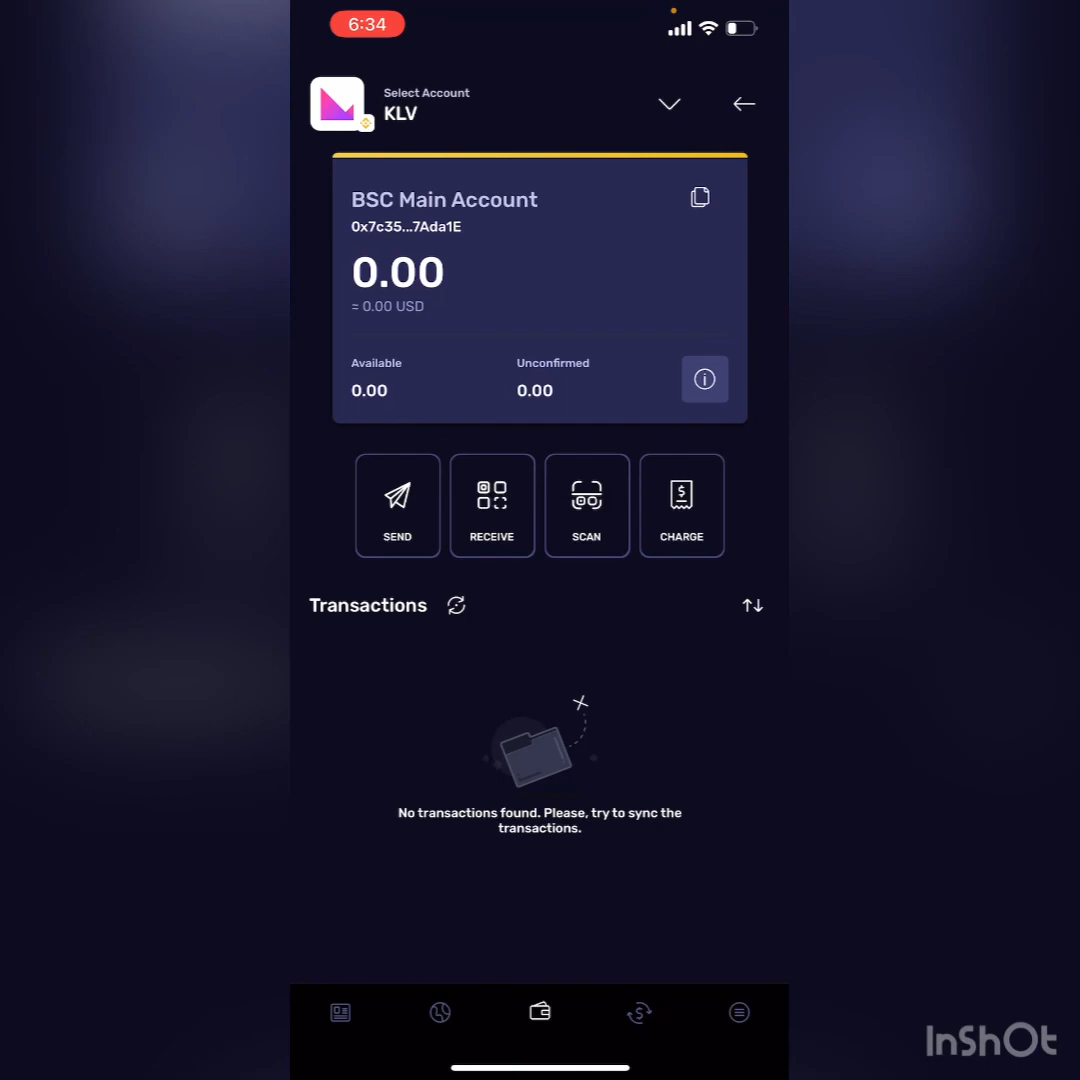 6:34
Select Account
KLV
BSC Main Account
0x7c35...7Ada1E
0.00
≈ 0.00 USD
Available
Unconfirmed
0.00
0.00
SEND
RECEIVE
SCAN
CHARGE
Transactions
No transactions found. Please, try to sync the
transactions.
InShOt